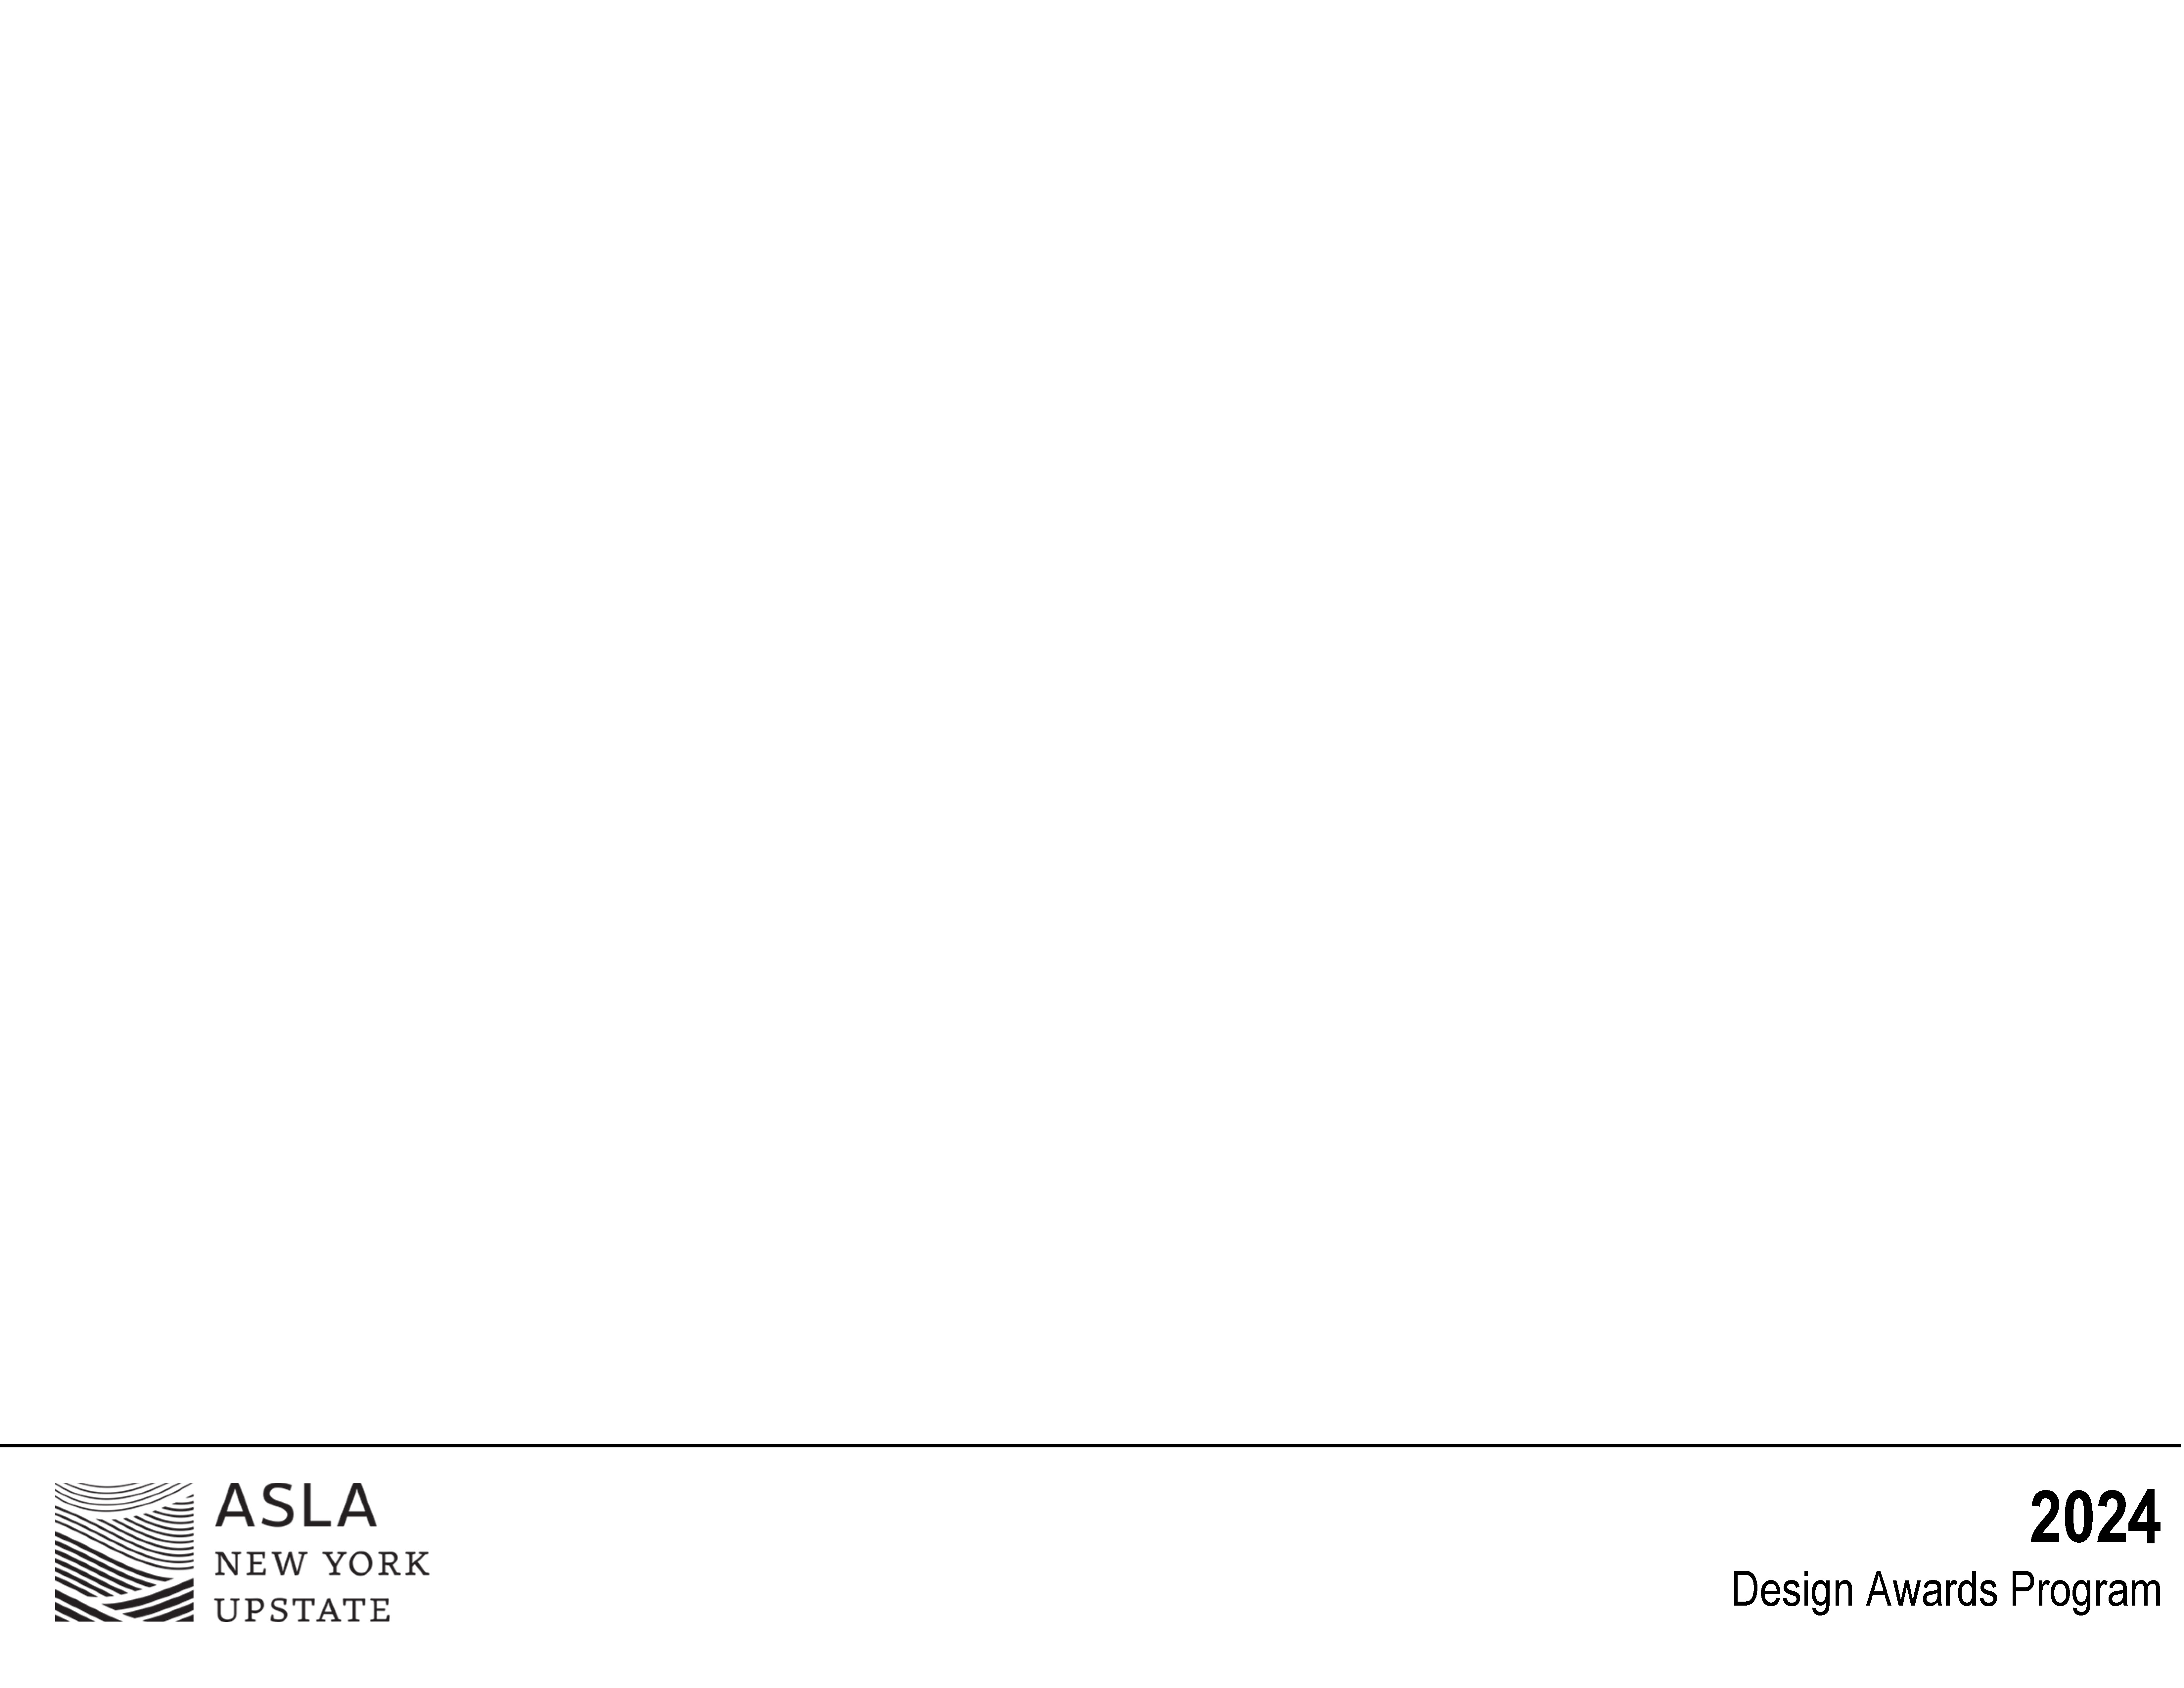 ASLA
NEW YORK
UPSTATE
2024
Design Awards Program